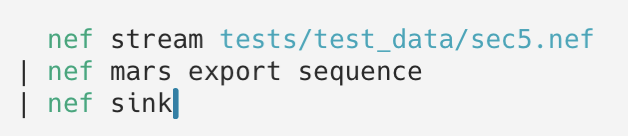 nef stream tests/test_data/sec5.nef
| nef mars export sequence
| nef sink